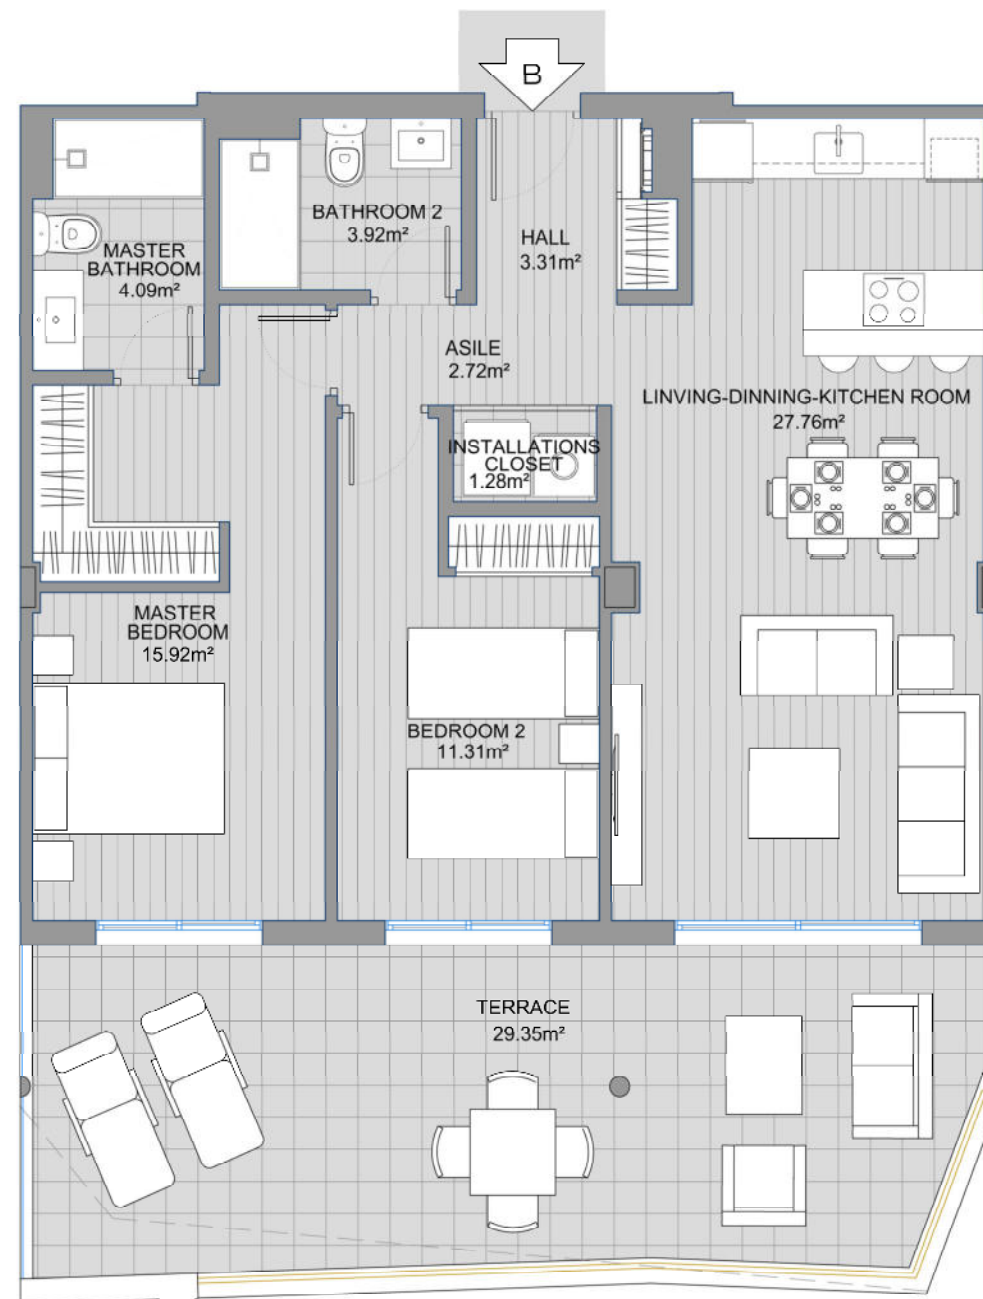 B
BATHROOM 2
3.92m²
HALL
3.31m²
MASTER
BATHROOM
4.09m²
ASILE
2.72m²
LINVING-DINNING-KITCHEN ROOM
27.76m²
INSTALLATIONS
CLOSET
1.28m²
MASTER
BEDROOM
15.92m²
BEDROOM 2
11.31m²
TERRACE
29.35m²